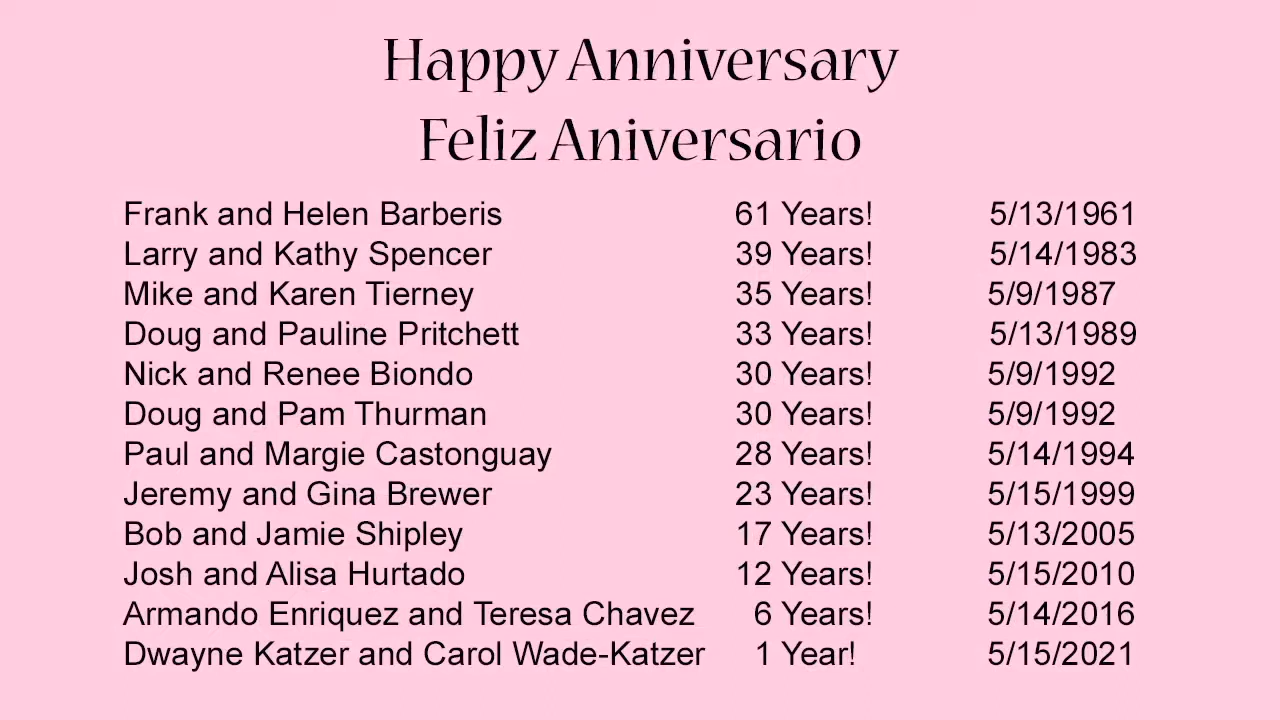 Happy Anniversary
Feliz Aniversario
Frank and Helen Barberis 61 Years! 5/13/1961
Larry and Kathy Spencer 39 Years! 5/14/1983
Mike and Karen Tierney 35 Years! 5/9/1987
Doug and Pauline Pritchett 33 Years! 5/13/1989
Nick and Renee Biondo 30 Years! 5/9/1992
Doug and Pam Thurman 30 Years! 5/9/1992
Paul and Margie Castonguay 28 Years! 5/14/1994
Jeremy and Gina Brewer 23 Years! 5/15/1999
Bob and Jamie Shipley 17 Years! 5/13/2005
Josh and Alisa Hurtado 12 Years! 5/15/2010
Armando Enriquez and Teresa Chavez 6 Years! 5/14/2016
Dwayne Katzer and Carol Wade-Katzer 1 Year! 5/15/2021